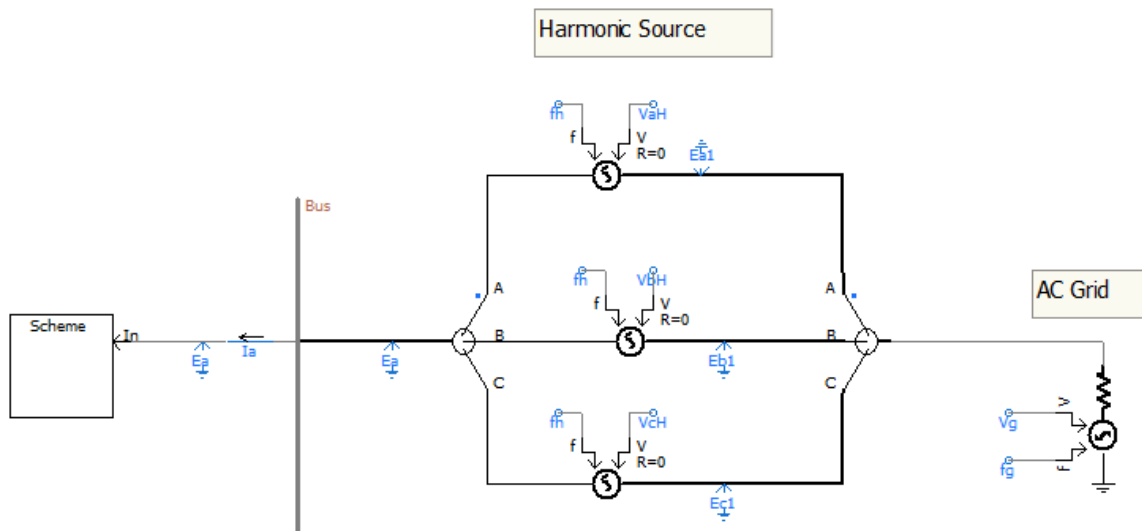 Harmonic Source
fh
VaH
f
V
R=0
Ea1
Bus
fh
VbH
f
V
R=0
A
A
AC Grid
Scheme
In
Ea
Ia
Ea
B
Eb1
B
C
C
fh
VcH
f
V
R=0
Ec1
Vg
V
fg
f